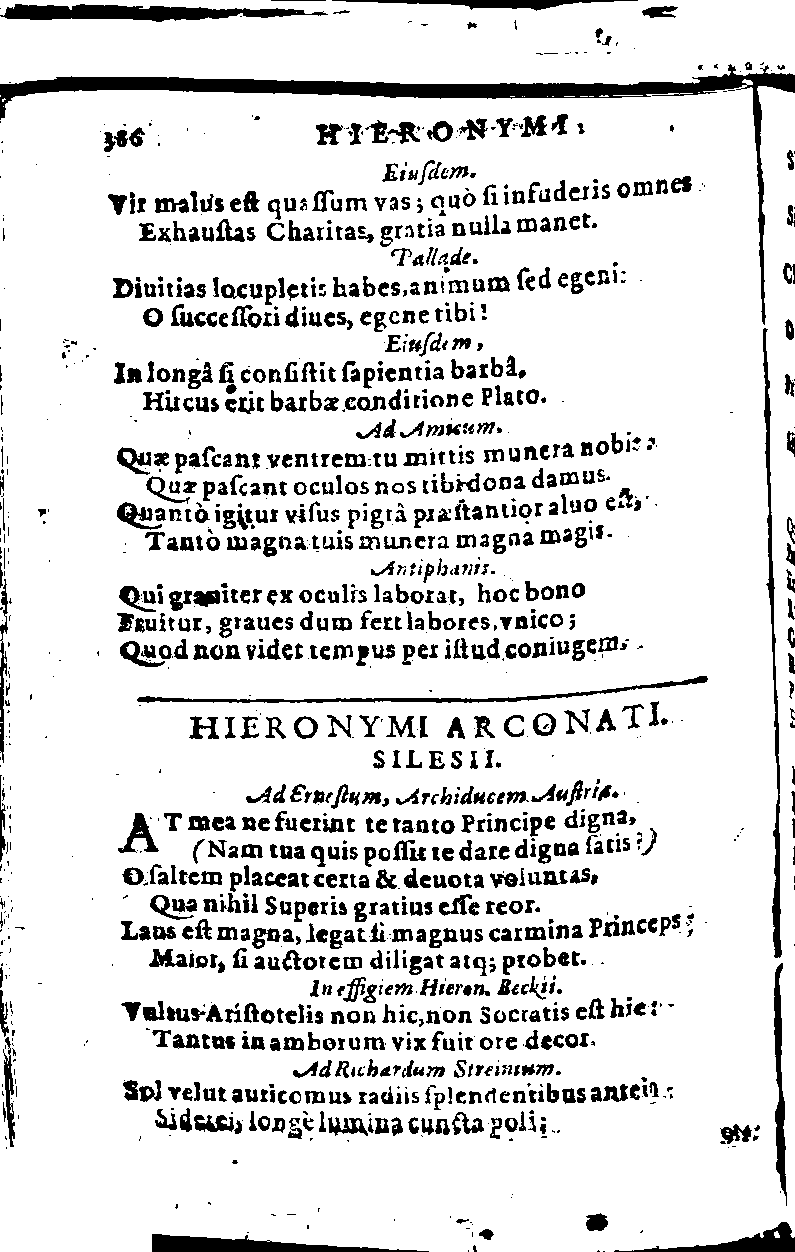 386 HIERONYMI
Eiuſdem.
Vir malus eſt quaſſum vas; quò ſi infuderis omnes
Exhauſtas Charitas, gratia nulla manet.
Pallade.
Diuitias locupletis habes, animum ſed egeni:
O ſucceſſori diues, egene tibi!
Eiuſdem,
In longâ ſi conſiſtit ſapientia barbâ,
Hircus erit barbæ conditione Plato.
Ad Amicum.
Quæ paſcant ventrem tu mittis munera nobis:
Quæ paſcant oculos nos tibi dona damus.
Quantò igitur viſus pigrâ præſtantior aluo eſt,
Tantò magna tuis munera magna magis.
Antiphanis.
Qui grauiter ex oculis laborat, hoc bono
Fruitur, graues dum fert labores, vnico;
Quod non videt tempus per iſtud coniugem.
HIERONYMI ARCONATI.
SILESII.
Ad Erneſtum, Archiducem Auſtriæ.
AT mea ne fuerint te tanto Principe digna,
(Nam tua quis poſſit te dare digna ſatis?)
O ſaltem placeat certa & deuota voluntas,
Qua nihil Superis gratius eſſe reor.
Laus eſt magna, legat ſi magnus carmina Princeps;
Maior, ſi auctorem diligat atq; probet.
In effigiem Hieron. Beckii.
Vultus Ariſtotelis non hic, non Socratis eſt hic:
Tantus in amborum vix fuit ore decor.
Ad Richardum Streinium.
Sol velut auricomus radiis ſplendentibus anteit
Siderei, longè lumina cuncta poli;